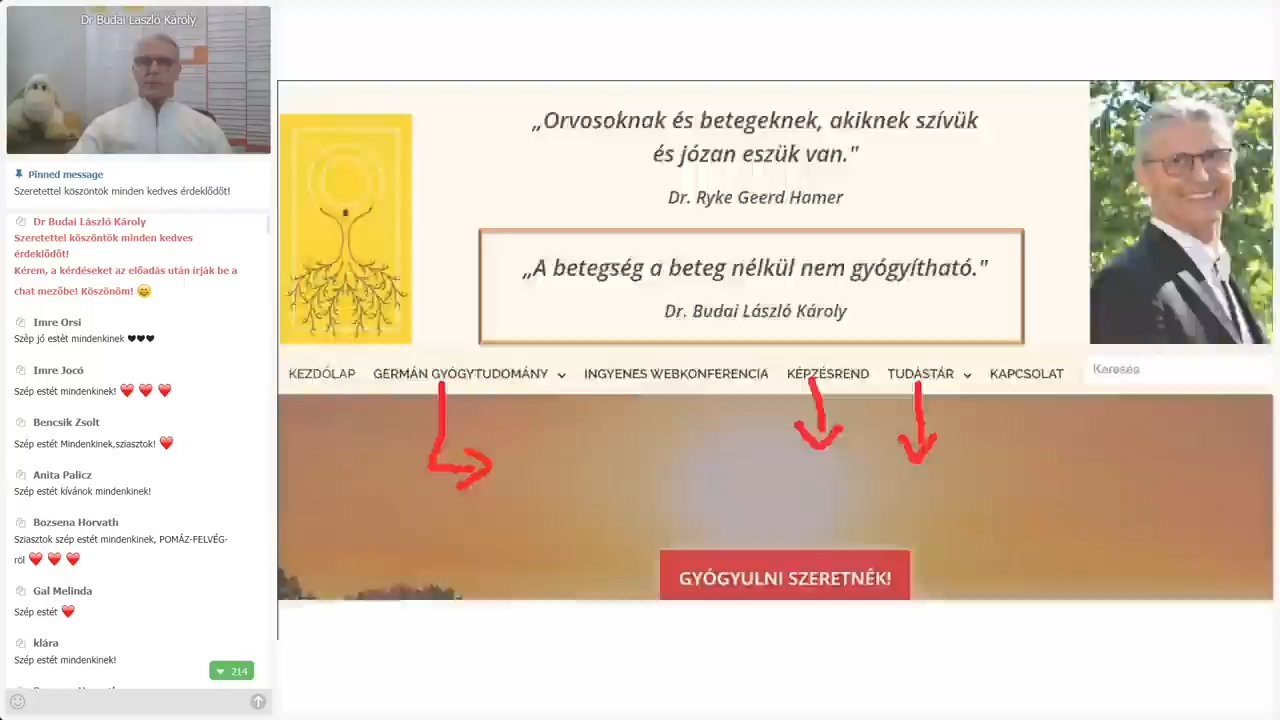 Dr Budai László Károly
Pinned message
Szeretettel köszöntök minden kedves érdeklődőt!
Dr Budai László Károly
Szeretettel köszöntök minden kedves
érdeklődőt!
Kérem, a kérdéseket az előadás után írják be a
chat mezőbe! Köszönöm! 😄
Imre Orsi
Szèp jó estèt mindenkinek ♥♥♥
Imre Jocó
Szép estét mindenkinek! ❤️ ❤️ ❤️
Bencsik Zsolt
Szép estét Mindenkinek,sziasztok! ❤️
Anita Palicz
Szép estét kívánok mindenkinek!
Bozsena Horvath
Sziasztok szép estét mindenkinek, POMÁZ-FELVÉG-
ről ❤️ ❤️ ❤️
Gal Melinda
Szép estét ❤️
klára
Szép estét mindenkinek!
214
„Orvosoknak és betegeknek, akiknek szívük
és józan eszük van."
Dr. Ryke Geerd Hamer
„A betegség a beteg nélkül nem gyógyítható."
Dr. Budai László Károly
KEZDŐLAP GERMÁN GYÓGYTUDOMÁNY INGYENES WEBKONFERENCIA KÉPZÉSREND TUDÁSTÁR KAPCSOLAT Keresés
GYÓGYULNI SZERETNÉK!